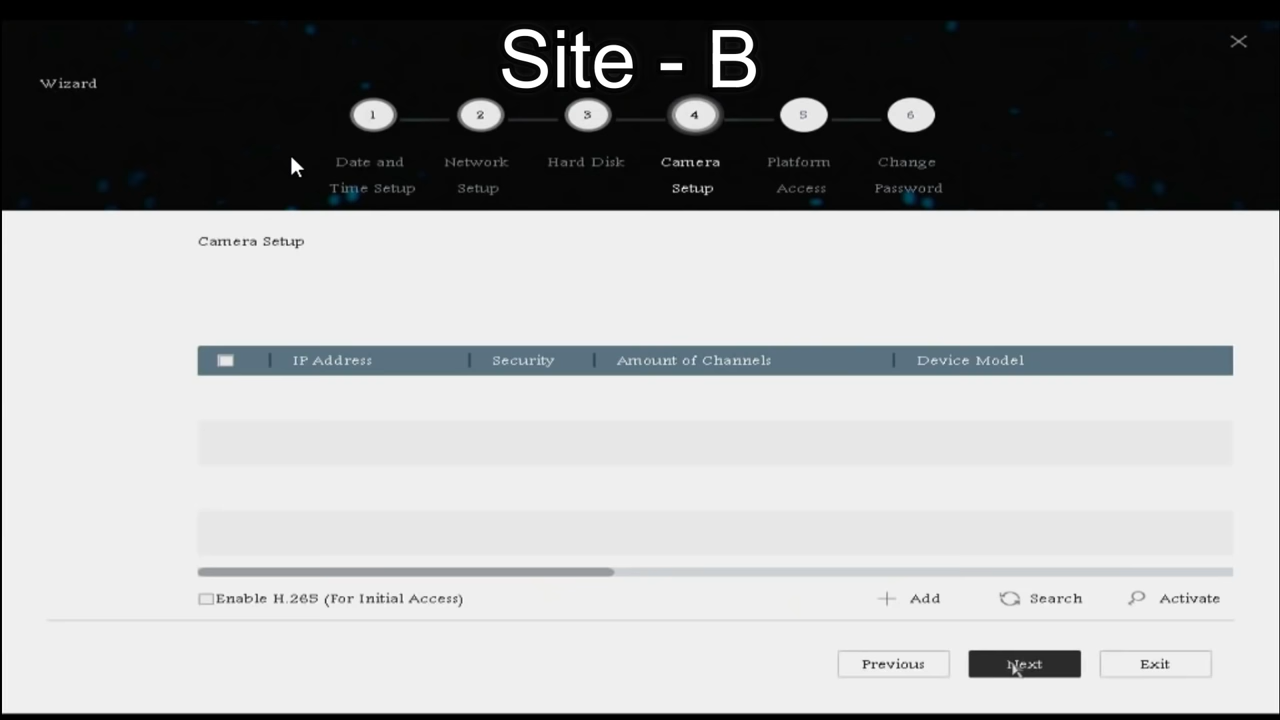 Site - B
Wizard
1 2 3 4 5 6
Date and Time Setup
Network Setup
Hard Disk
Camera Setup
Platform Access
Change Password
Camera Setup
IP Address Security Amount of Channels Device Model
Enable H.265 (For Initial Access) Add Search Activate
Previous Next Exit